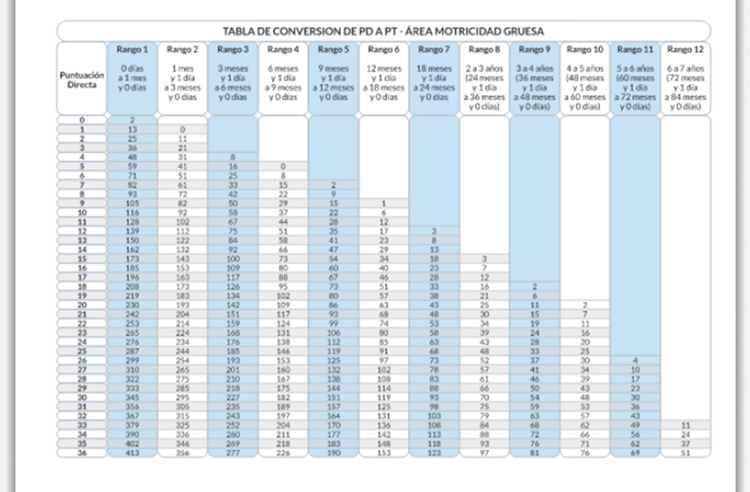 TABLA DE CONVERSION DE PD A PT - ÁREA MOTRICIDAD GRUESA
Puntuación Directa | Rango 1 | Rango 2 | Rango 3 | Rango 4 | Rango 5 | Rango 6 | Rango 7 | Rango 8 | Rango 9 | Rango 10 | Rango 11 | Rango 12
0 días a 1 mes y 0 días | 1 mes y 1 día a 3 meses y 0 días | 3 meses y 1 día a 6 meses y 0 días | 6 meses y 1 día a 9 meses y 0 días | 9 meses y 1 día a 12 meses y 0 días | 12 meses y 1 día a 18 meses y 0 días | 18 meses y 1 día a 24 meses y 0 días | 2 a 3 años (24 meses y 1 día a 36 meses y 0 días) | 3 a 4 años (36 meses y 1 día a 48 meses y 0 días) | 4 a 5 años (48 meses y 1 día a 60 meses y 0 días) | 5 a 6 años (60 meses y 1 día a 72 meses y 0 días) | 6 a 7 años (72 meses y 1 día a 84 meses y 0 días)
0 2
1 13 0
2 25 11
3 36 21
4 48 31 8
5 59 41 16 0
6 71 51 25 8
7 82 61 33 15 2
8 93 72 42 22 9
9 105 82 50 29 15 1
10 116 92 58 37 22 6
11 128 102 67 44 28 12
12 139 112 75 51 35 17 3
13 150 122 84 58 41 23 8
14 162 132 92 66 47 29 13
15 173 143 100 73 54 34 18 3
16 185 153 109 80 60 40 23 7
17 196 163 117 88 67 46 28 12
18 208 173 126 95 73 51 33 16 2
19 219 183 134 102 80 57 38 21 6
20 230 193 142 109 86 63 43 25 11 2
21 242 204 151 117 93 68 48 30 15 7
22 253 214 159 124 99 74 53 34 19 11
23 265 224 168 131 106 80 58 39 24 16
24 276 234 176 138 112 85 63 43 28 20
25 287 244 185 146 119 91 68 48 33 25
26 299 254 193 153 125 97 73 52 37 30 4
27 310 265 201 160 132 102 78 57 41 34 10
28 322 275 210 167 138 108 83 61 46 39 17
29 333 285 218 175 144 114 88 66 50 43 23
30 345 295 227 182 151 119 93 70 54 48 30
31 356 305 235 189 157 125 98 75 59 53 36
32 367 315 243 197 164 131 103 79 63 57 43
33 379 325 252 204 170 136 108 84 68 62 49 11
34 390 336 260 211 177 142 113 88 72 66 56 24
35 402 346 269 218 183 148 118 93 76 71 62 37
36 413 356 277 226 190 153 123 97 81 76 69 51